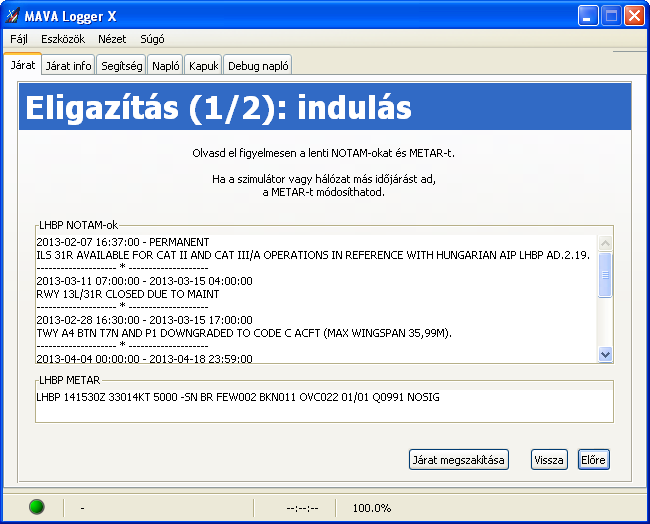 MAVA Logger X
Fájl Eszközök Nézet Súgó
Járat Járat info Segítség Napló Kapuk Debug napló
Eligazítás (1/2): indulás
Olvasd el figyelmesen a lenti NOTAM-okat és METAR-t.
Ha a szimulátor vagy hálózat más időjárást ad,
a METAR-t módosíthatod.
LHBP NOTAM-ok
2013-02-07 16:37:00 - PERMANENT
ILS 31R AVAILABLE FOR CAT II AND CAT III/A OPERATIONS IN REFERENCE WITH HUNGARIAN AIP LHBP AD.2.19.
-------------------- * --------------------
2013-03-11 07:00:00 - 2013-03-15 04:00:00
RWY 13L/31R CLOSED DUE TO MAINT
-------------------- * --------------------
2013-02-28 16:30:00 - 2013-03-15 17:00:00
TWY A4 BTN T7N AND P1 DOWNGRADED TO CODE C ACFT (MAX WINGSPAN 35,99M).
-------------------- * --------------------
2013-04-04 00:00:00 - 2013-04-18 23:59:00
LHBP METAR
LHBP 141530Z 33014KT 5000 -SN BR FEW002 BKN011 OVC022 01/01 Q0991 NOSIG
Járat megszakítása Vissza Előre
- --:--:-- 100.0%